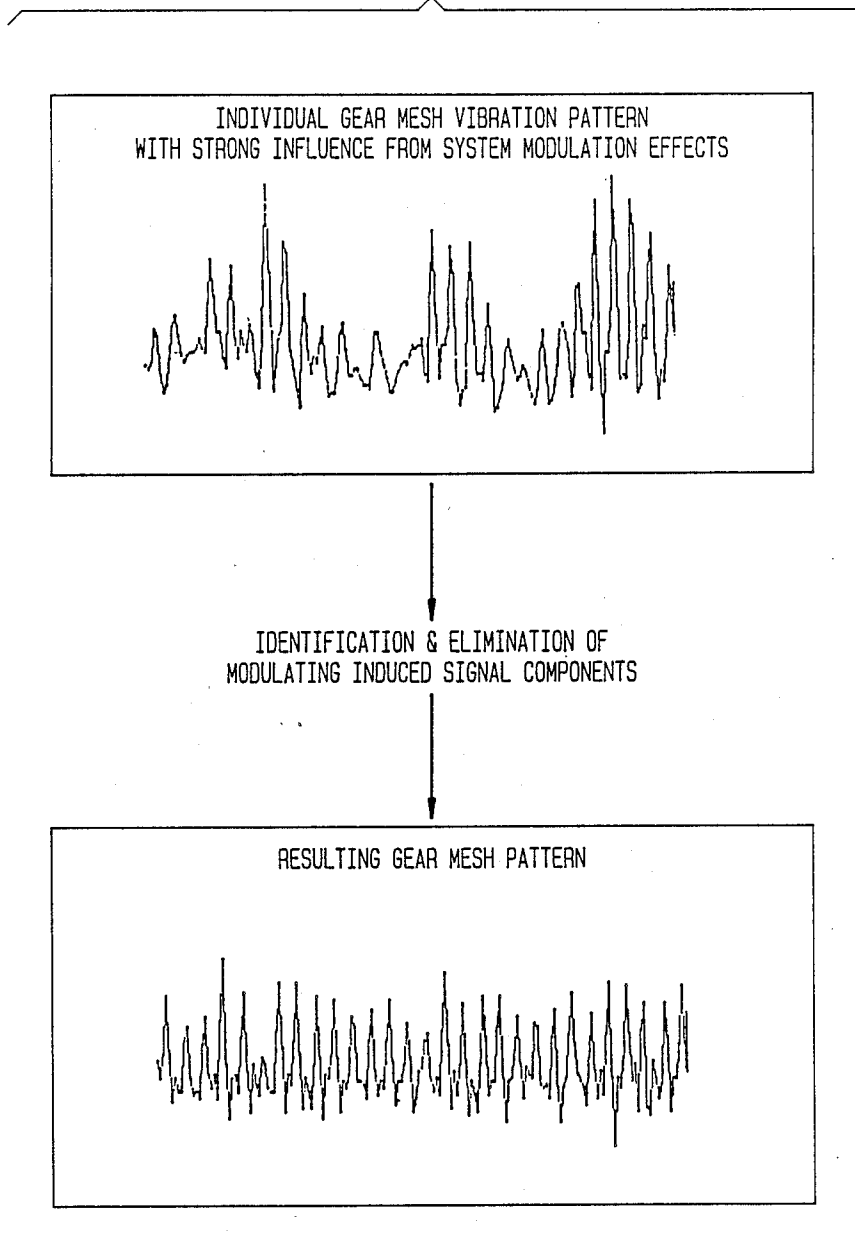 INDIVIDUAL GEAR MESH VIBRATION PATTERN
WITH STRONG INFLUENCE FROM SYSTEM MODULATION EFFECTS
IDENTIFICATION & ELIMINATION OF
MODULATING INDUCED SIGNAL COMPONENTS
RESULTING GEAR MESH PATTERN